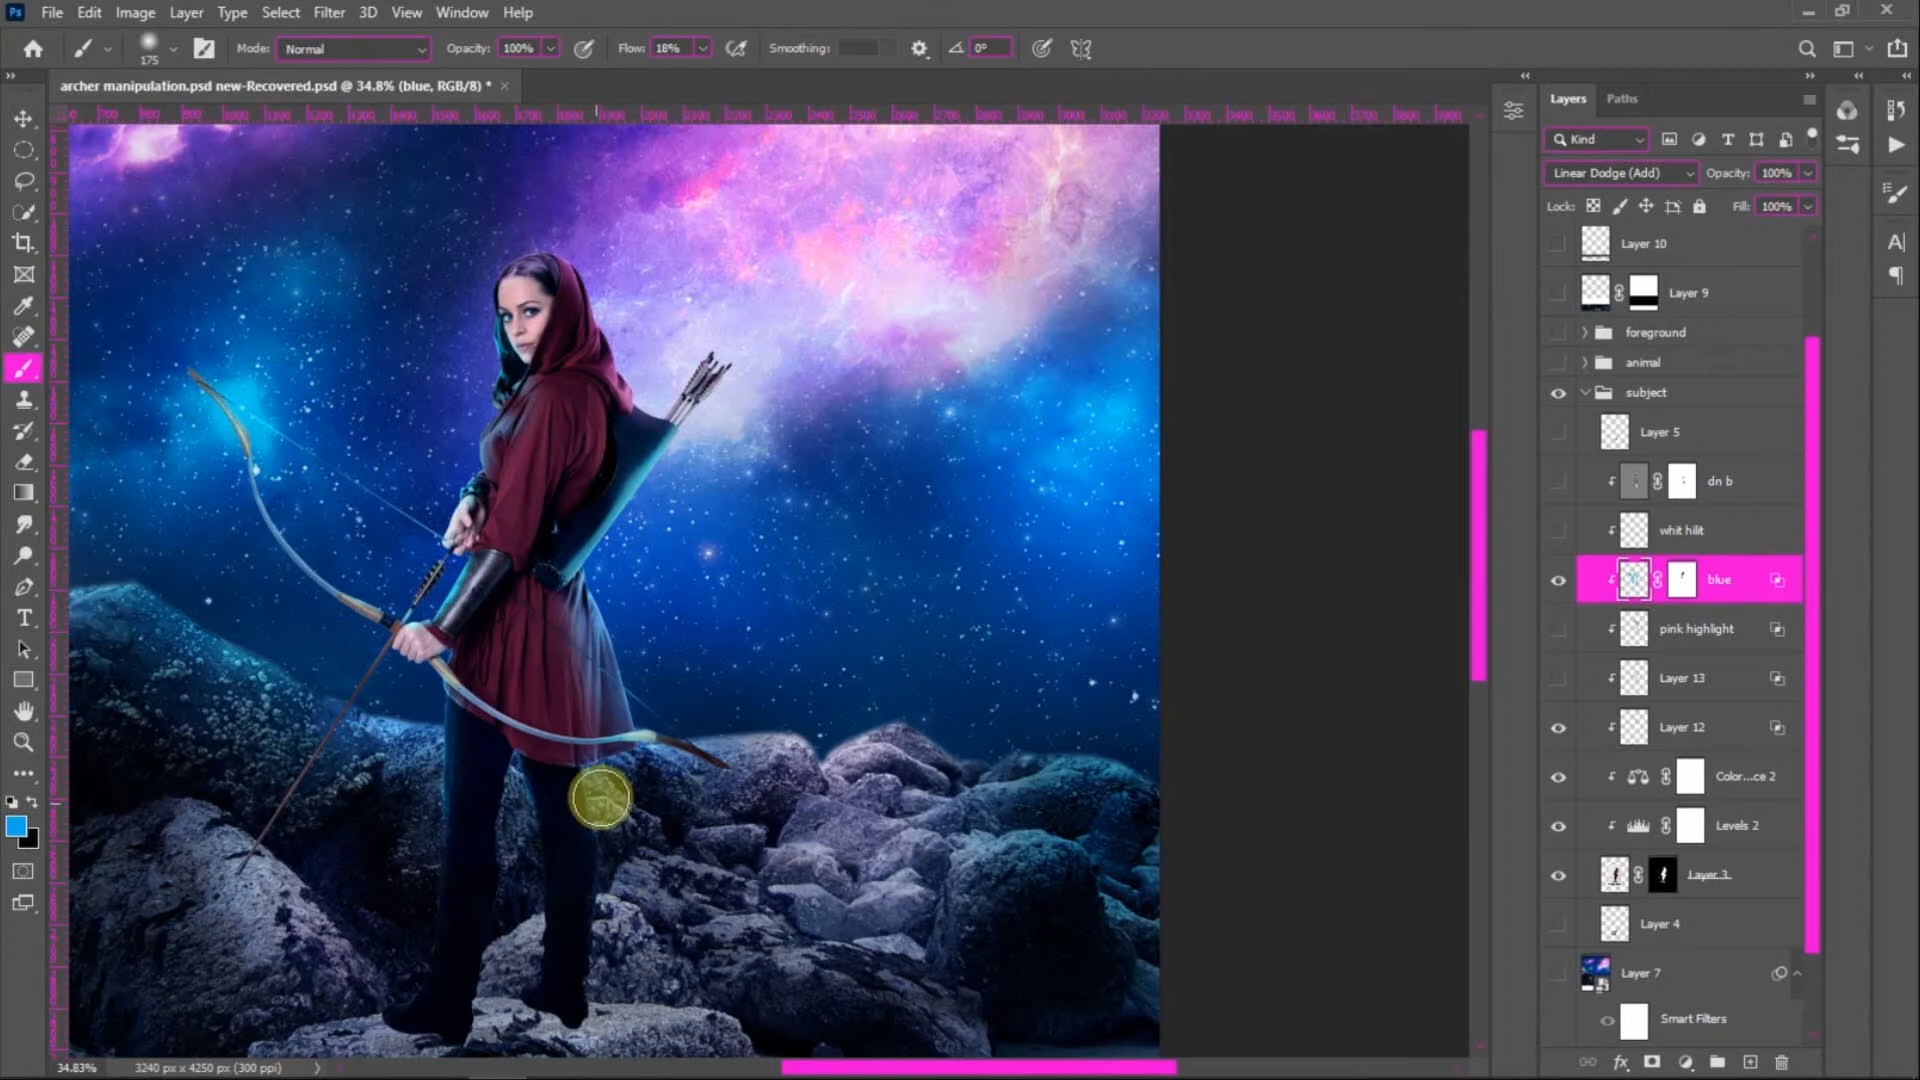 Ps File Edit Image Layer Type Select Filter 3D View Window Help
175 Mode: Normal Opacity: 100% Flow: 18% Smoothing: 0°
archer manipulation.psd new-Recovered.psd @ 34.8% (blue, RGB/8) *
Layers Paths
Kind
Linear Dodge (Add) Opacity: 100%
Lock: Fill: 100%
Layer 10
Layer 9
foreground
animal
subject
Layer 5
dn b
whit hilit
blue
pink highlight
Layer 13
Layer 12
Color...ce 2
Levels 2
Layer 3
Layer 4
Layer 7
Smart Filters
34.83% 3240 px x 4250 px (300 ppi)